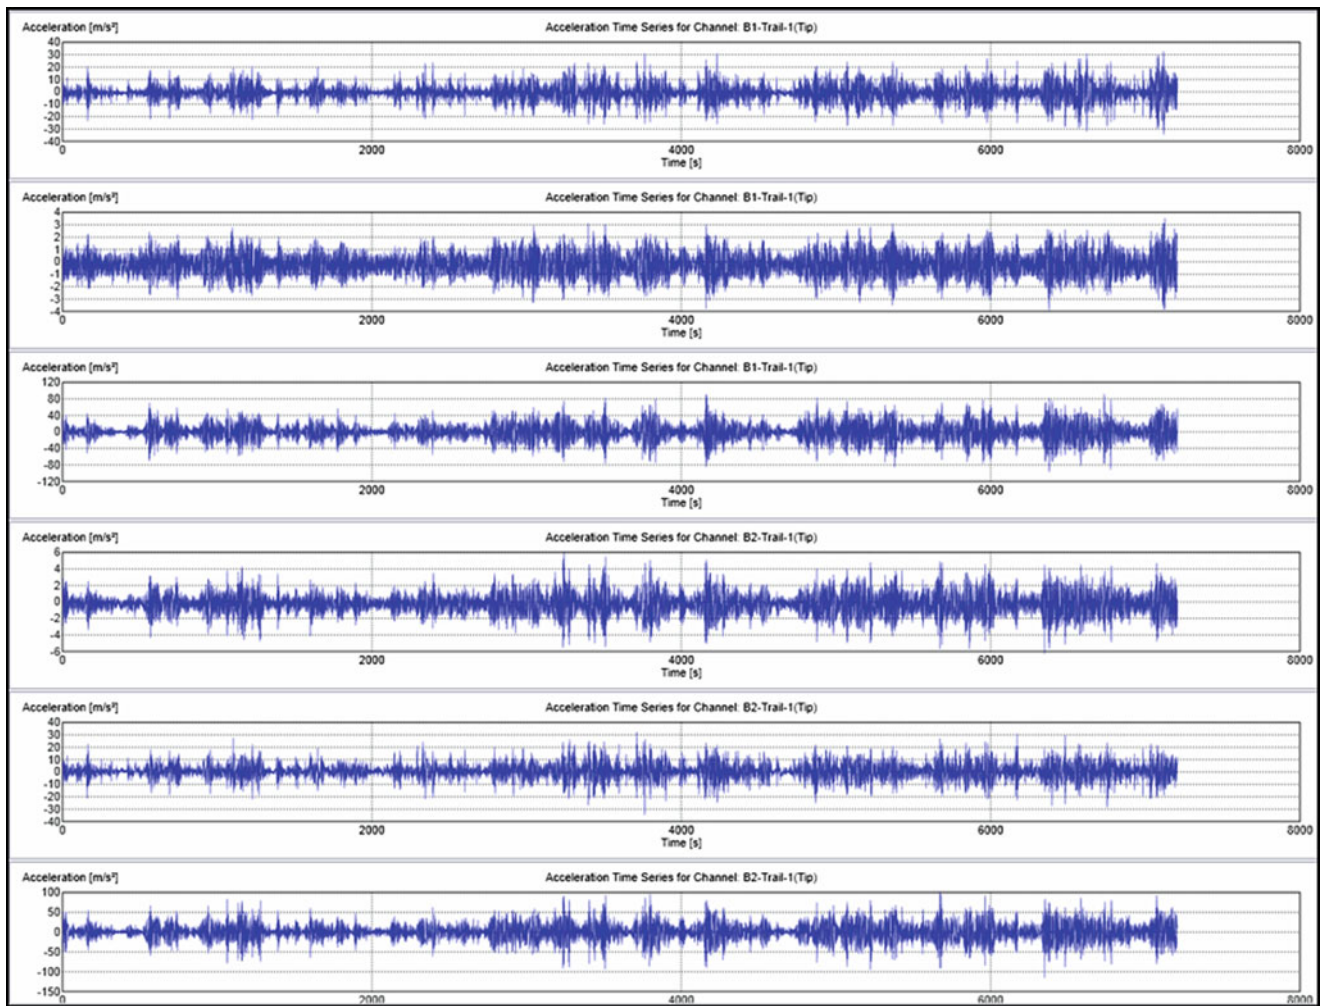 Acceleration [m/s²] Acceleration Time Series for Channel: B1-Trail-1(Tip)
40
30
20
10
0
-10
-20
-30
-40
0 2000 4000 6000 8000
Time [s]
Acceleration [m/s²] Acceleration Time Series for Channel: B1-Trail-1(Tip)
4
3
2
1
0
-1
-2
-3
-4
0 2000 4000 6000 8000
Time [s]
Acceleration [m/s²] Acceleration Time Series for Channel: B1-Trail-1(Tip)
120
80
40
0
-40
-80
-120
0 2000 4000 6000 8000
Time [s]
Acceleration [m/s²] Acceleration Time Series for Channel: B2-Trail-1(Tip)
6
4
2
0
-2
-4
-6
0 2000 4000 6000 8000
Time [s]
Acceleration [m/s²] Acceleration Time Series for Channel: B2-Trail-1(Tip)
40
30
20
10
0
-10
-20
-30
-40
0 2000 4000 6000 8000
Time [s]
Acceleration [m/s²] Acceleration Time Series for Channel: B2-Trail-1(Tip)
100
50
0
-50
-100
-150
0 2000 4000 6000 8000